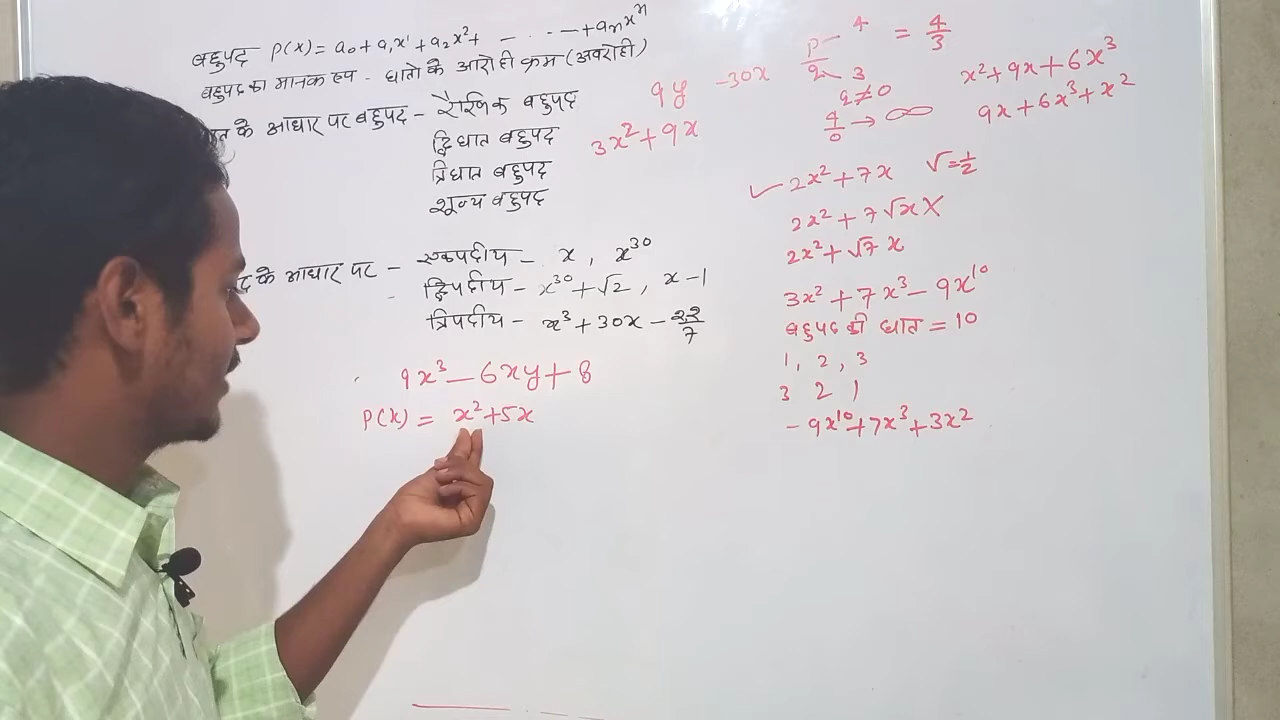 बहुपद P(x) = a₀ + a₁x¹ + a₂x² + - - - - - + aₙxⁿ
बहुपद का मानक रूप - घातो के आरोही क्रम (अवरोही)
के आधार पर बहुपद - रैखिक बहुपद
द्विघात बहुपद
त्रिघात बहुपद
शून्य बहुपद
के आधार पर - एकपदीय - x , x³⁰
द्विपदीय - x³⁰ + √2 , x - 1
त्रिपदीय - x³ + 30x - 22/7
9x³ - 6xy + 8
P(x) = x² + 5x
9y -30x
3x² + 9x
p/q - 4/3 = 4/3
q ≠ 0
4/0 → ∞
x² + 9x + 6x³
9x + 6x³ + x²
✓ 2x² + 7x √ = 1/2
2x² + 7√x X
2x² + √7 x
3x² + 7x³ - 9x¹⁰
बहुपद की घात = 10
1, 2, 3
3 2 1
- 9x¹⁰ + 7x³ + 3x²